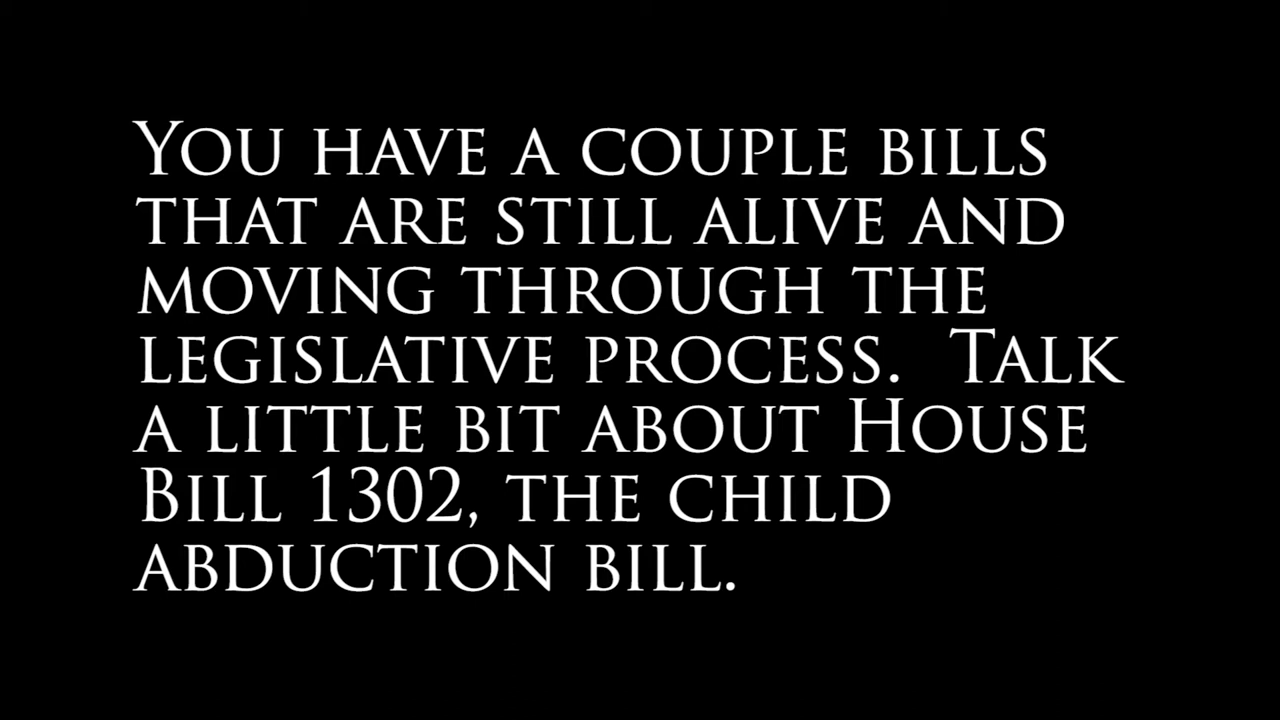 You have a couple bills
that are still alive and
moving through the
legislative process.  Talk
a little bit about House
Bill 1302, the child
abduction bill.